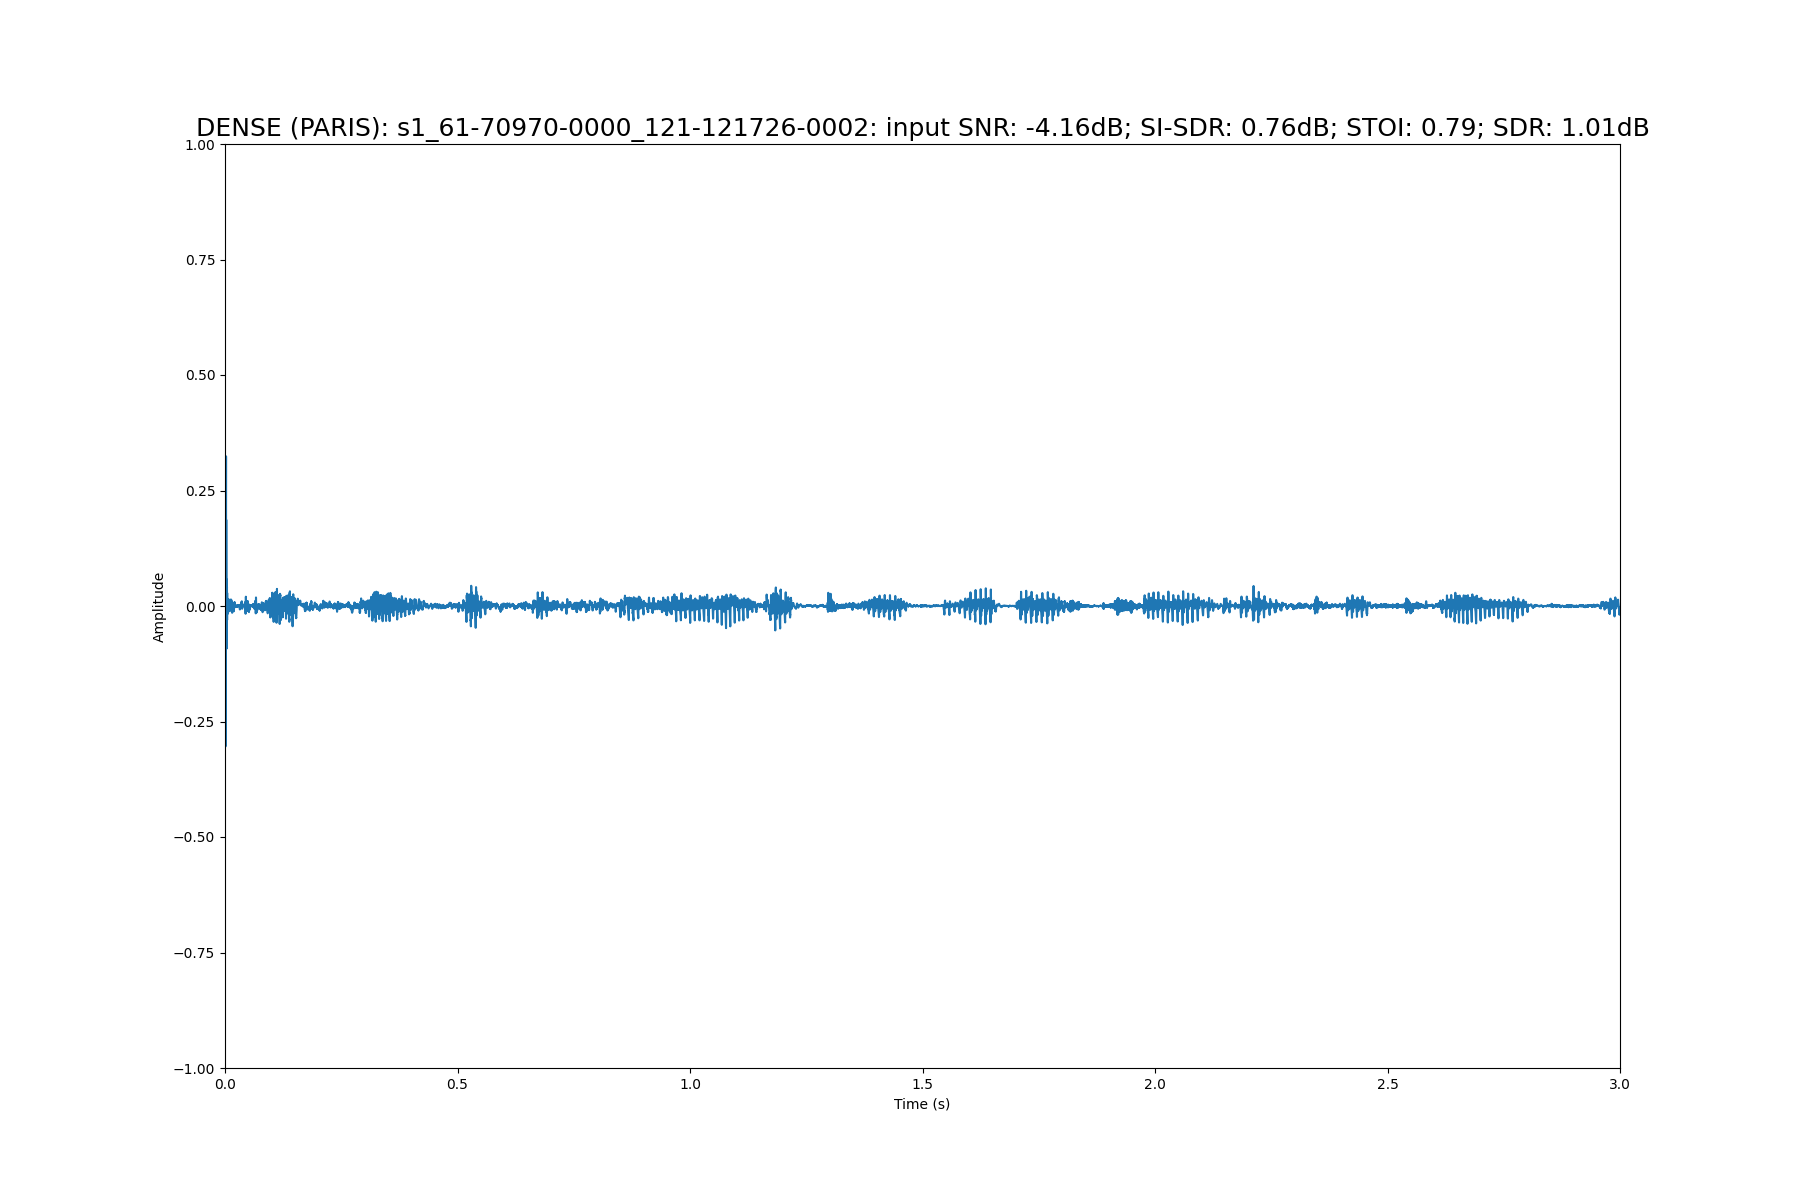 DENSE (PARIS): s1_61-70970-0000_121-121726-0002: input SNR: -4.16dB; SI-SDR: 0.76dB; STOI: 0.79; SDR: 1.01dB
1.00
0.75
0.50
0.25
0.00
−0.25
−0.50
−0.75
−1.00
Amplitude
0.0 0.5 1.0 1.5 2.0 2.5 3.0
Time (s)